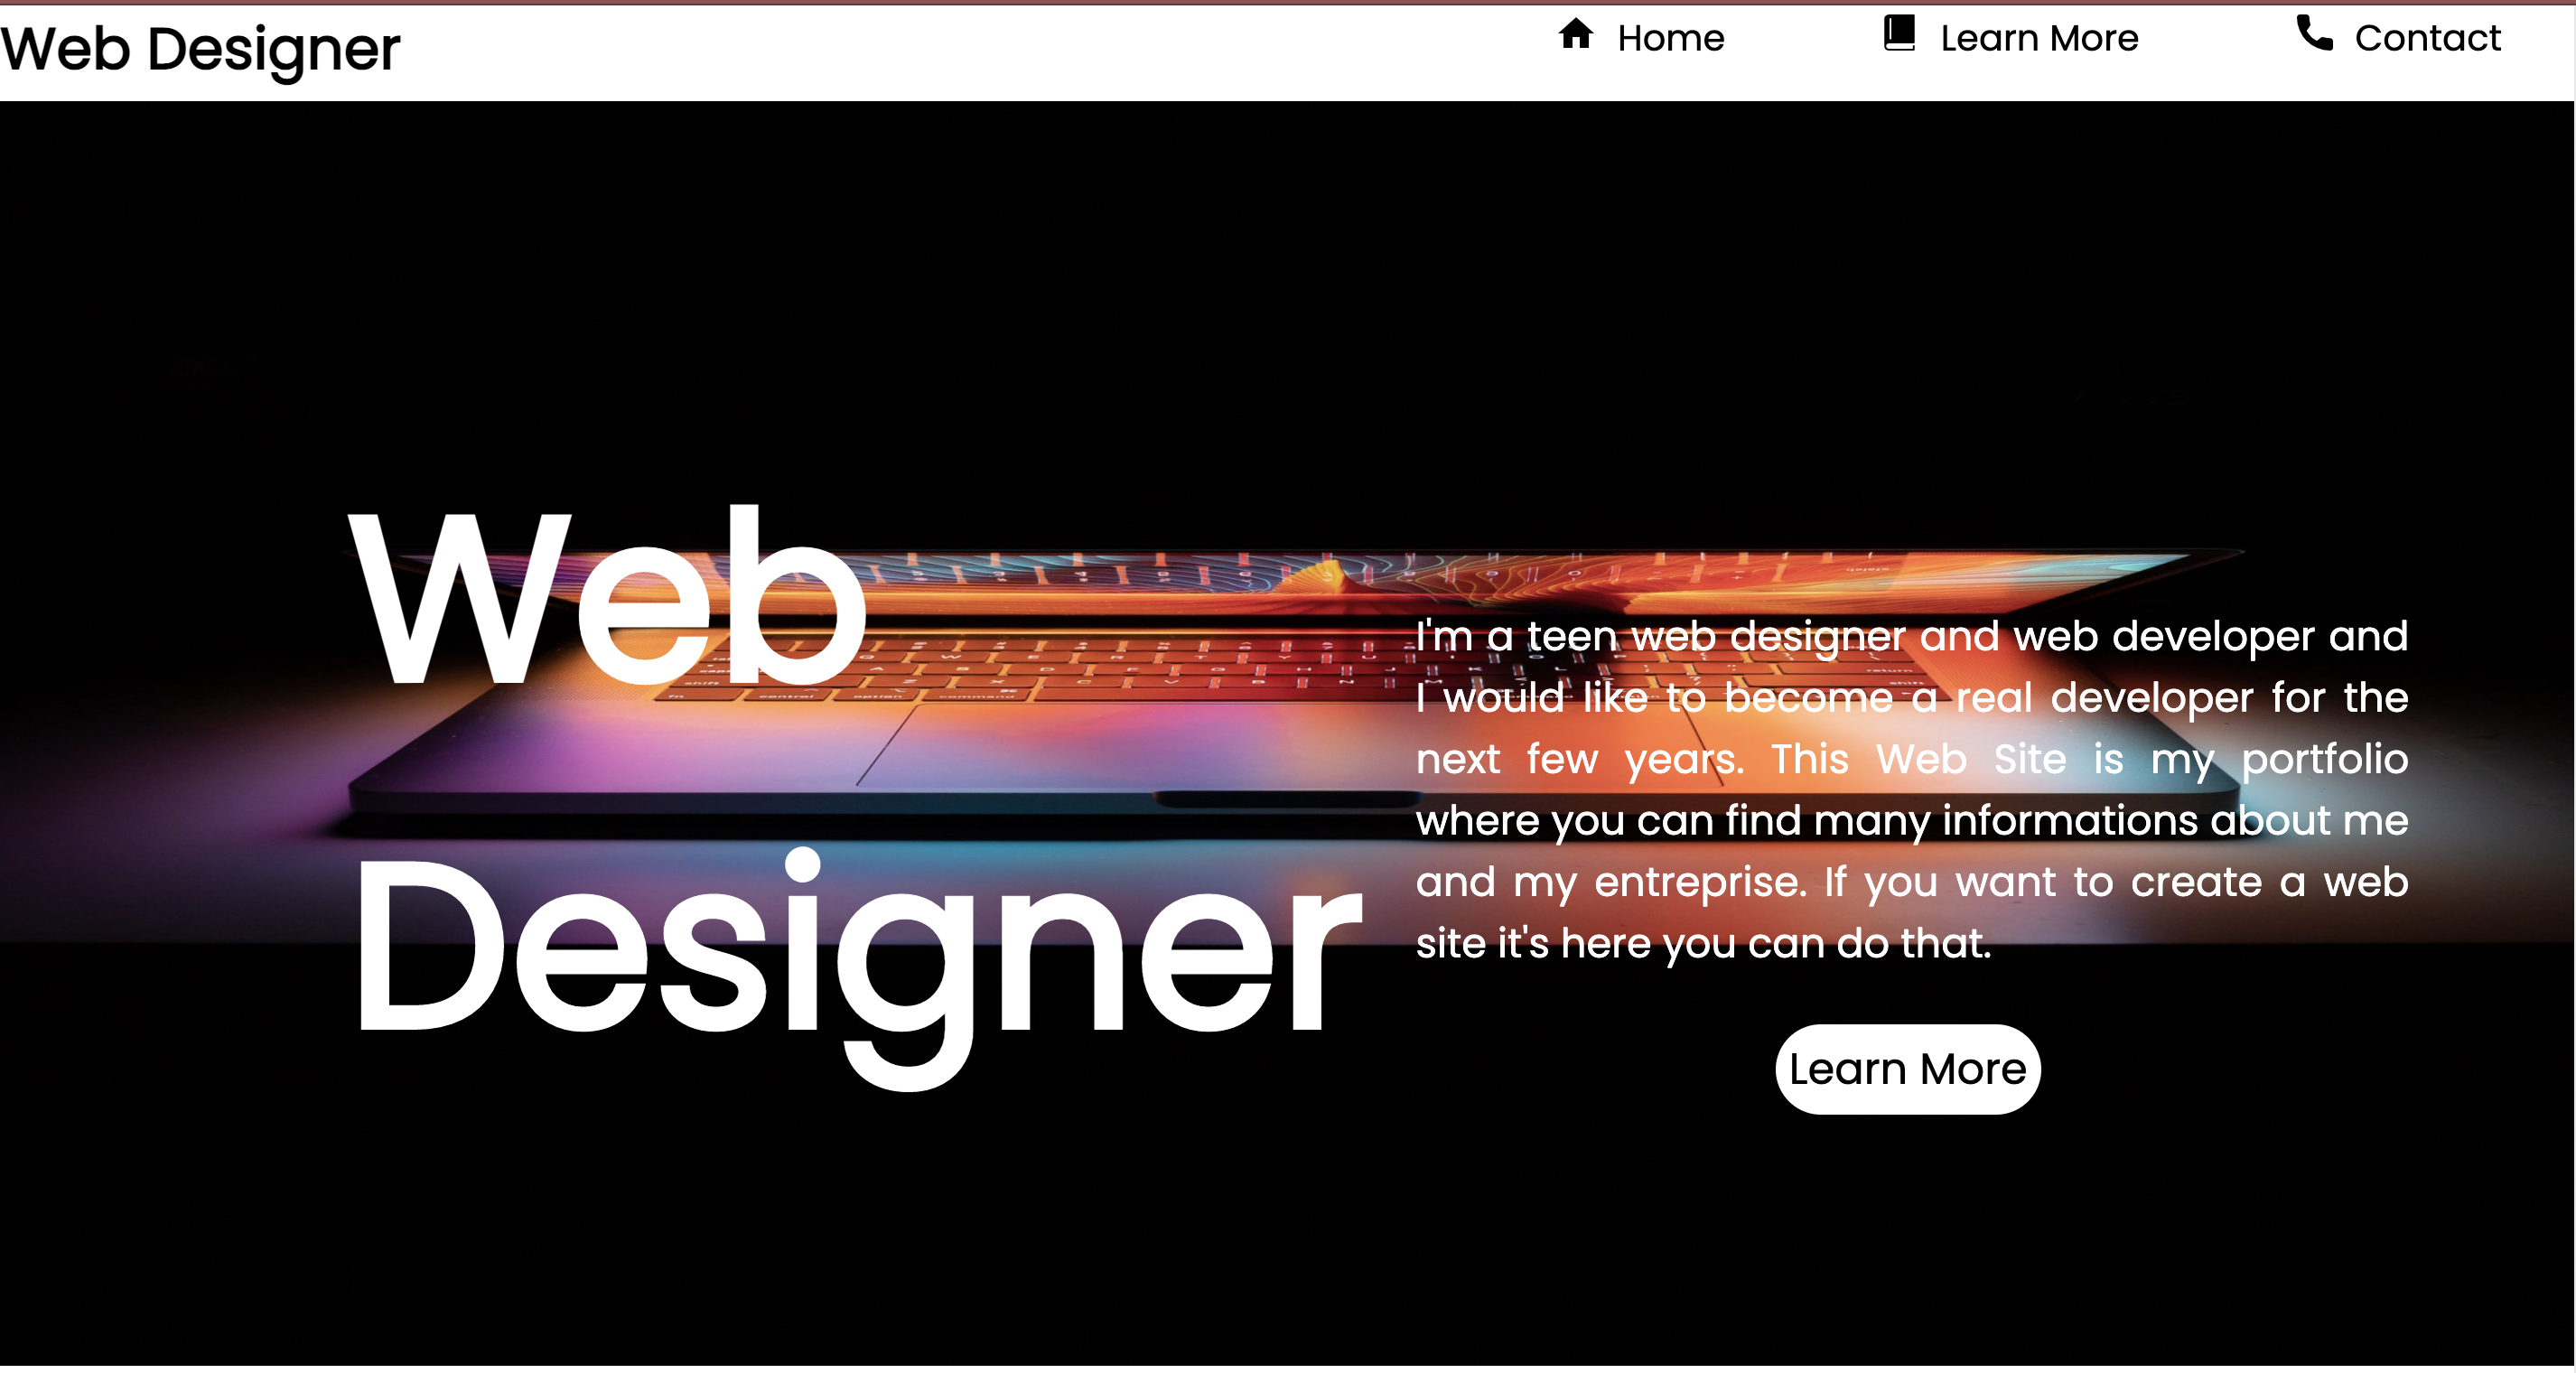 Web Designer
Home
Learn More
Contact
Web
Designer
I'm a teen web designer and web developer and
I would like to become a real developer for the
next few years. This Web Site is my portfolio
where you can find many informations about me
and my entreprise. If you want to create a web
site it's here you can do that.
Learn More